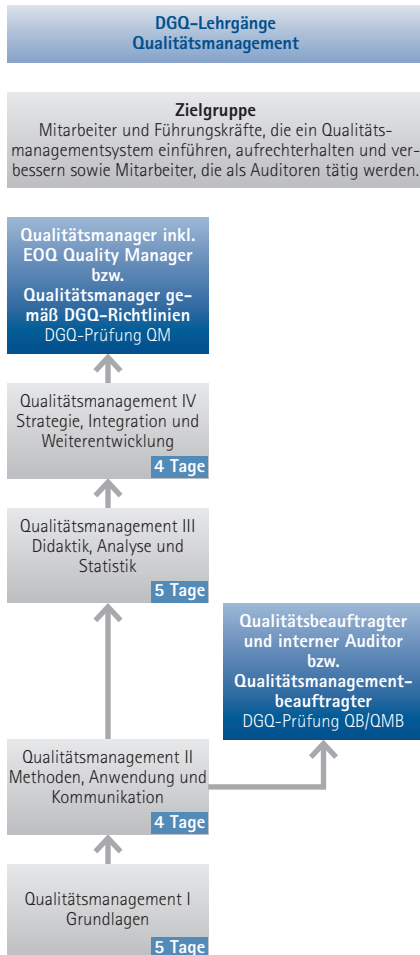 DGQ-Lehrgänge
Qualitätsmanagement
Zielgruppe
Mitarbeiter und Führungskräfte, die ein Qualitäts-
managementsystem einführen, aufrechterhalten und ver-
bessern sowie Mitarbeiter, die als Auditoren tätig werden.
Qualitätsmanager inkl.
EOQ Quality Manager
bzw.
Qualitätsmanager ge-
mäß DGQ-Richtlinien
DGQ-Prüfung QM
Qualitätsmanagement IV
Strategie, Integration und
Weiterentwicklung
4 Tage
Qualitätsmanagement III
Didaktik, Analyse und
Statistik
5 Tage
Qualitätsbeauftragter
und interner Auditor
bzw.
Qualitätsmanagement-
beauftragter
DGQ-Prüfung QB/QMB
Qualitätsmanagement II
Methoden, Anwendung und
Kommunikation
4 Tage
Qualitätsmanagement I
Grundlagen
5 Tage